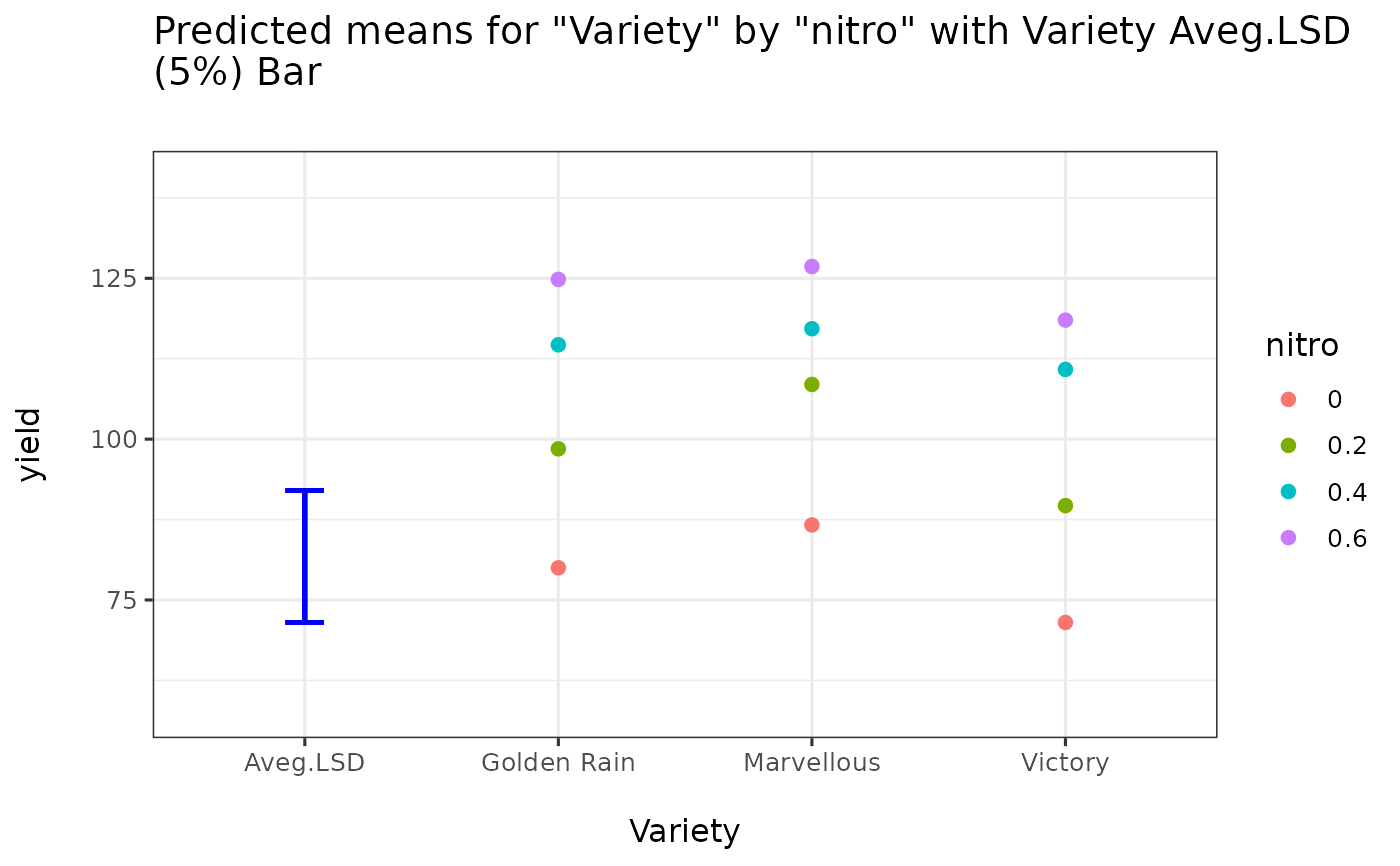 Predicted means for "Variety" by "nitro" with Variety Aveg.LSD
(5%) Bar
125
100
75
yield
Aveg.LSD
Golden Rain
Marvellous
Victory
Variety
nitro
0
0.2
0.4
0.6